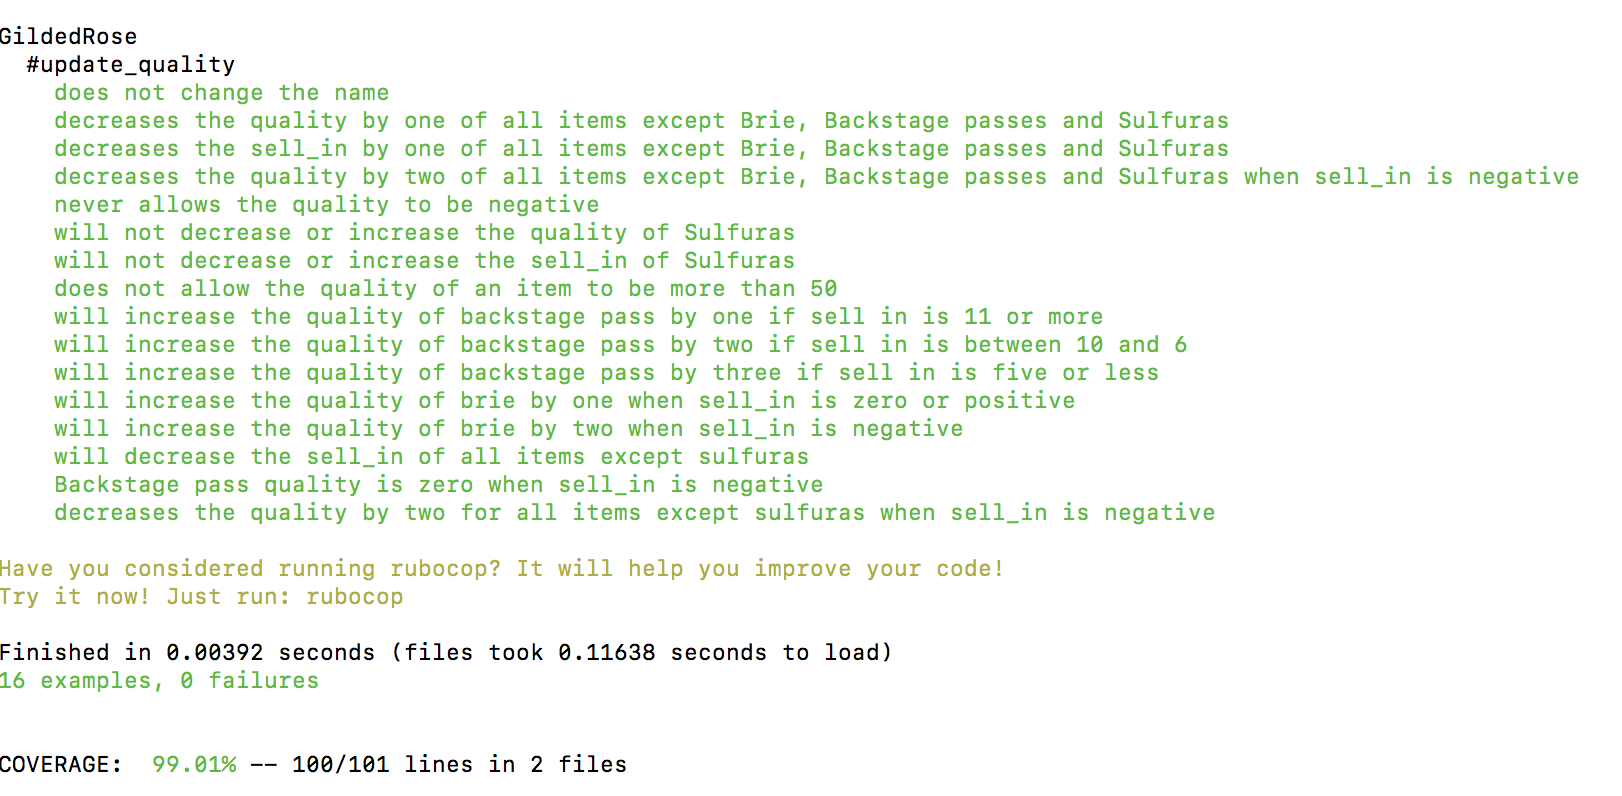 GildedRose
#update_quality
does not change the name
decreases the quality by one of all items except Brie, Backstage passes and Sulfuras
decreases the sell_in by one of all items except Brie, Backstage passes and Sulfuras
decreases the quality by two of all items except Brie, Backstage passes and Sulfuras when sell_in is negative
never allows the quality to be negative
will not decrease or increase the quality of Sulfuras
will not decrease or increase the sell_in of Sulfuras
does not allow the quality of an item to be more than 50
will increase the quality of backstage pass by one if sell in is 11 or more
will increase the quality of backstage pass by two if sell in is between 10 and 6
will increase the quality of backstage pass by three if sell in is five or less
will increase the quality of brie by one when sell_in is zero or positive
will increase the quality of brie by two when sell_in is negative
will decrease the sell_in of all items except sulfuras
Backstage pass quality is zero when sell_in is negative
decreases the quality by two for all items except sulfuras when sell_in is negative
Have you considered running rubocop? It will help you improve your code!
Try it now! Just run: rubocop
Finished in 0.00392 seconds (files took 0.11638 seconds to load)
16 examples, 0 failures
COVERAGE:  99.01% -- 100/101 lines in 2 files